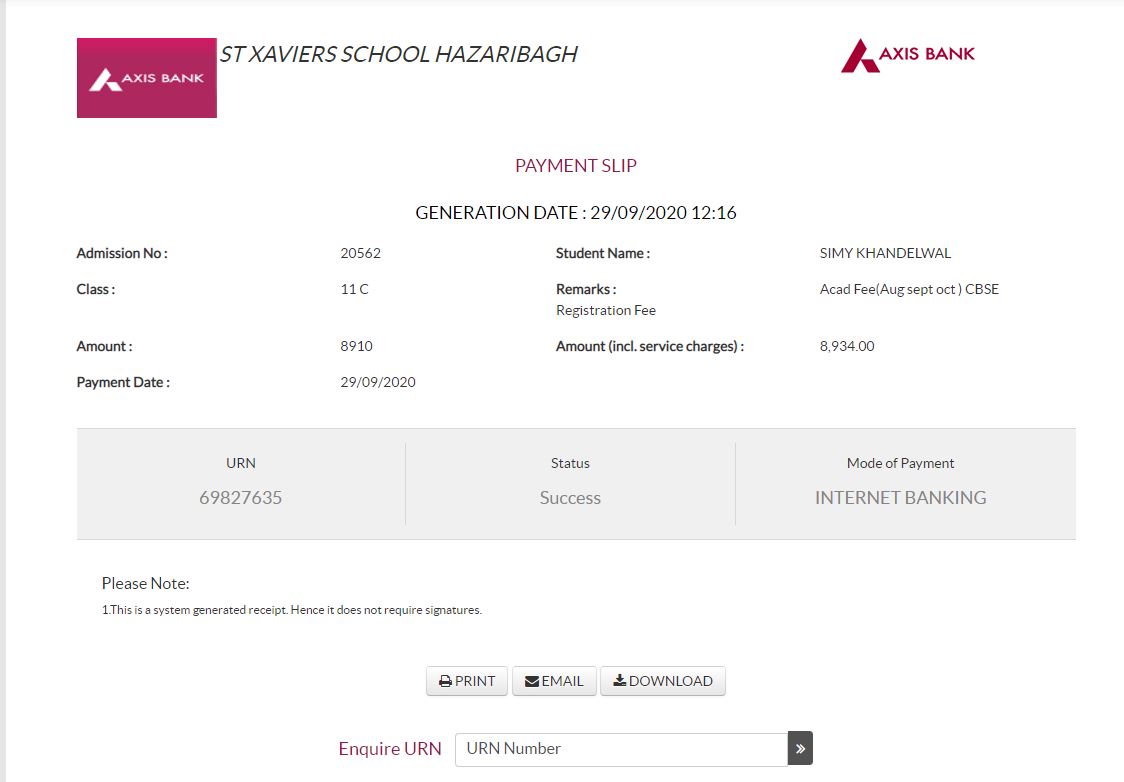 AXIS BANK
ST XAVIERS SCHOOL HAZARIBAGH
AXIS BANK
PAYMENT SLIP
GENERATION DATE : 29/09/2020 12:16
Admission No : 20562 Student Name : SIMY KHANDELWAL
Class : 11 C Remarks : Acad Fee(Aug sept oct ) CBSE
Registration Fee
Amount : 8910 Amount (incl. service charges) : 8,934.00
Payment Date : 29/09/2020
URN Status Mode of Payment
69827635 Success INTERNET BANKING
Please Note:
1.This is a system generated receipt. Hence it does not require signatures.
PRINT EMAIL DOWNLOAD
Enquire URN URN Number »